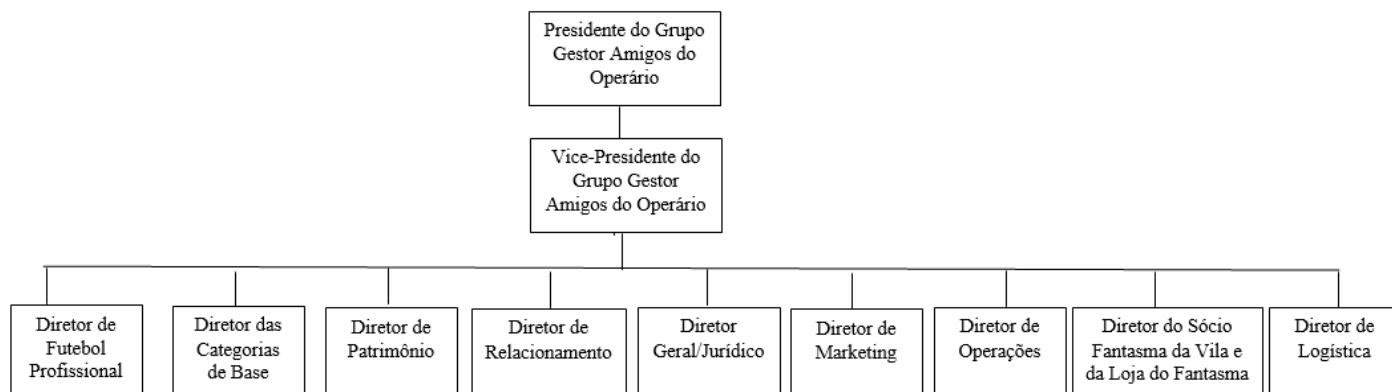 Presidente do Grupo
Gestor Amigos do
Operário
Vice-Presidente do
Grupo Gestor
Amigos do Operário
Diretor de
Futebol
Profissional
Diretor das
Categorias
de Base
Diretor de
Patrimônio
Diretor de
Relacionamento
Diretor
Geral/Jurídico
Diretor de
Marketing
Diretor de
Operações
Diretor do Sócio
Fantasma da Vila e
da Loja do Fantasma
Diretor de
Logística